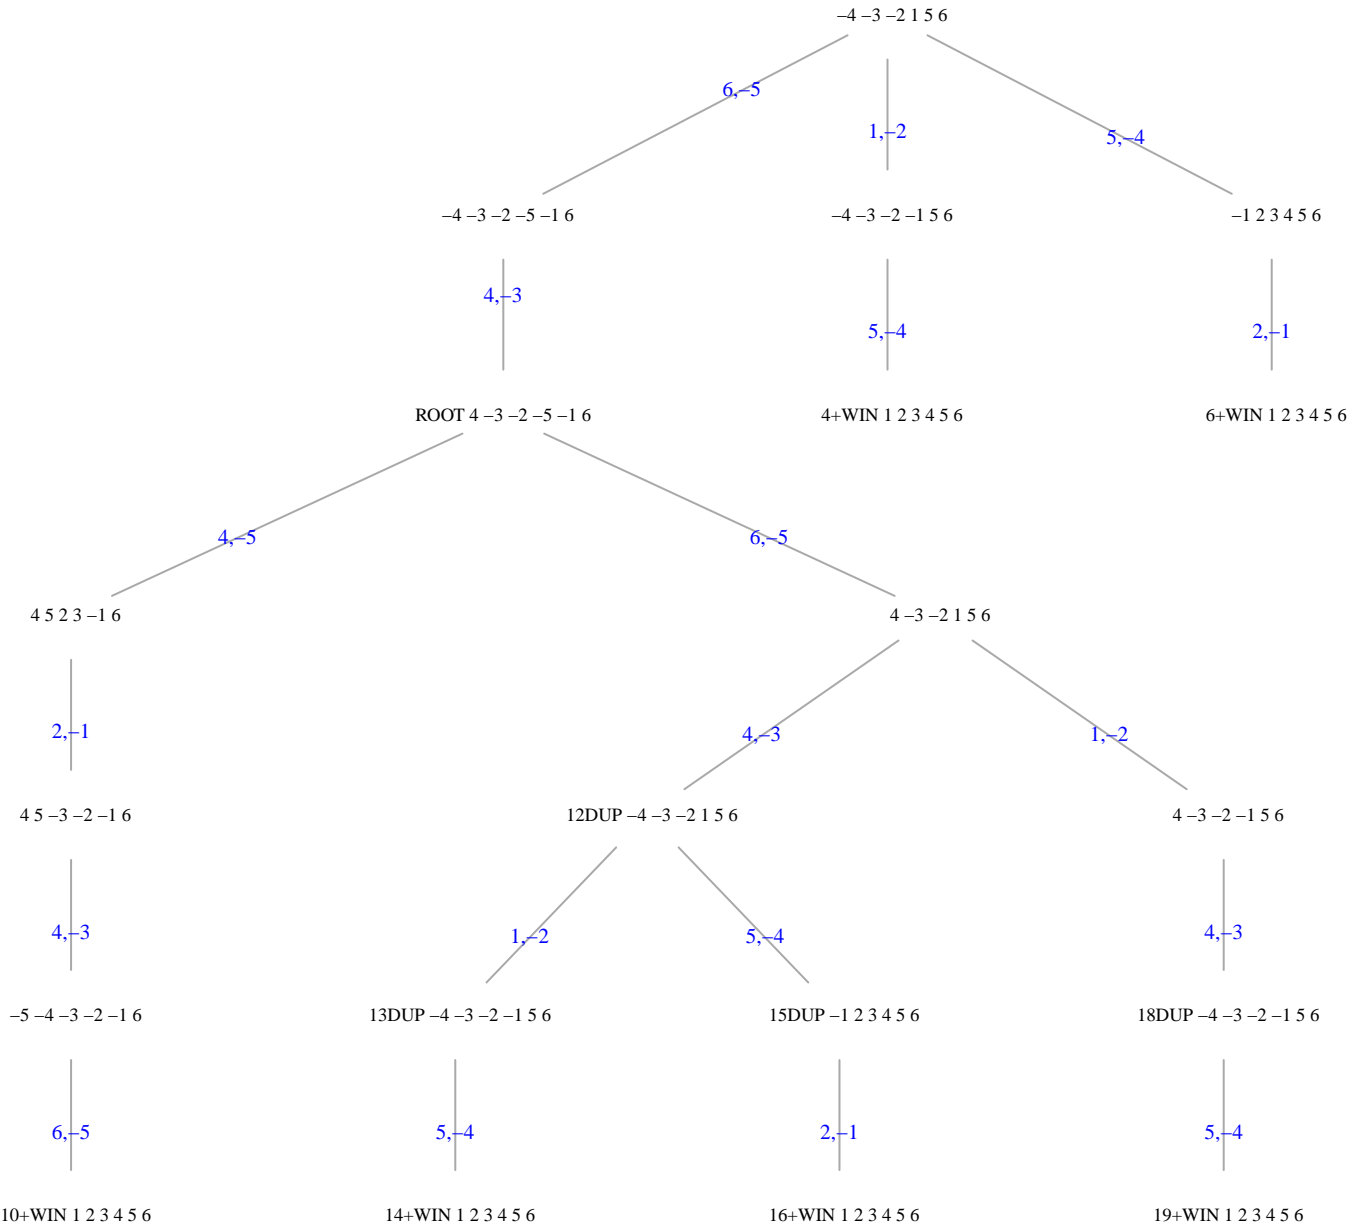 –4 –3 –2 1 5 6
6,–5
1,–2
5,–4
–4 –3 –2 –5 –1 6
–4 –3 –2 –1 5 6
–1 2 3 4 5 6
4,–3
5,–4
2,–1
ROOT 4 –3 –2 –5 –1 6
4+WIN 1 2 3 4 5 6
6+WIN 1 2 3 4 5 6
4,–5
6,–5
4 5 2 3 –1 6
4 –3 –2 1 5 6
2,–1
4,–3
1,–2
4 5 –3 –2 –1 6
12DUP –4 –3 –2 1 5 6
4 –3 –2 –1 5 6
4,–3
1,–2
5,–4
4,–3
–5 –4 –3 –2 –1 6
13DUP –4 –3 –2 –1 5 6
15DUP –1 2 3 4 5 6
18DUP –4 –3 –2 –1 5 6
6,–5
5,–4
2,–1
5,–4
10+WIN 1 2 3 4 5 6
14+WIN 1 2 3 4 5 6
16+WIN 1 2 3 4 5 6
19+WIN 1 2 3 4 5 6